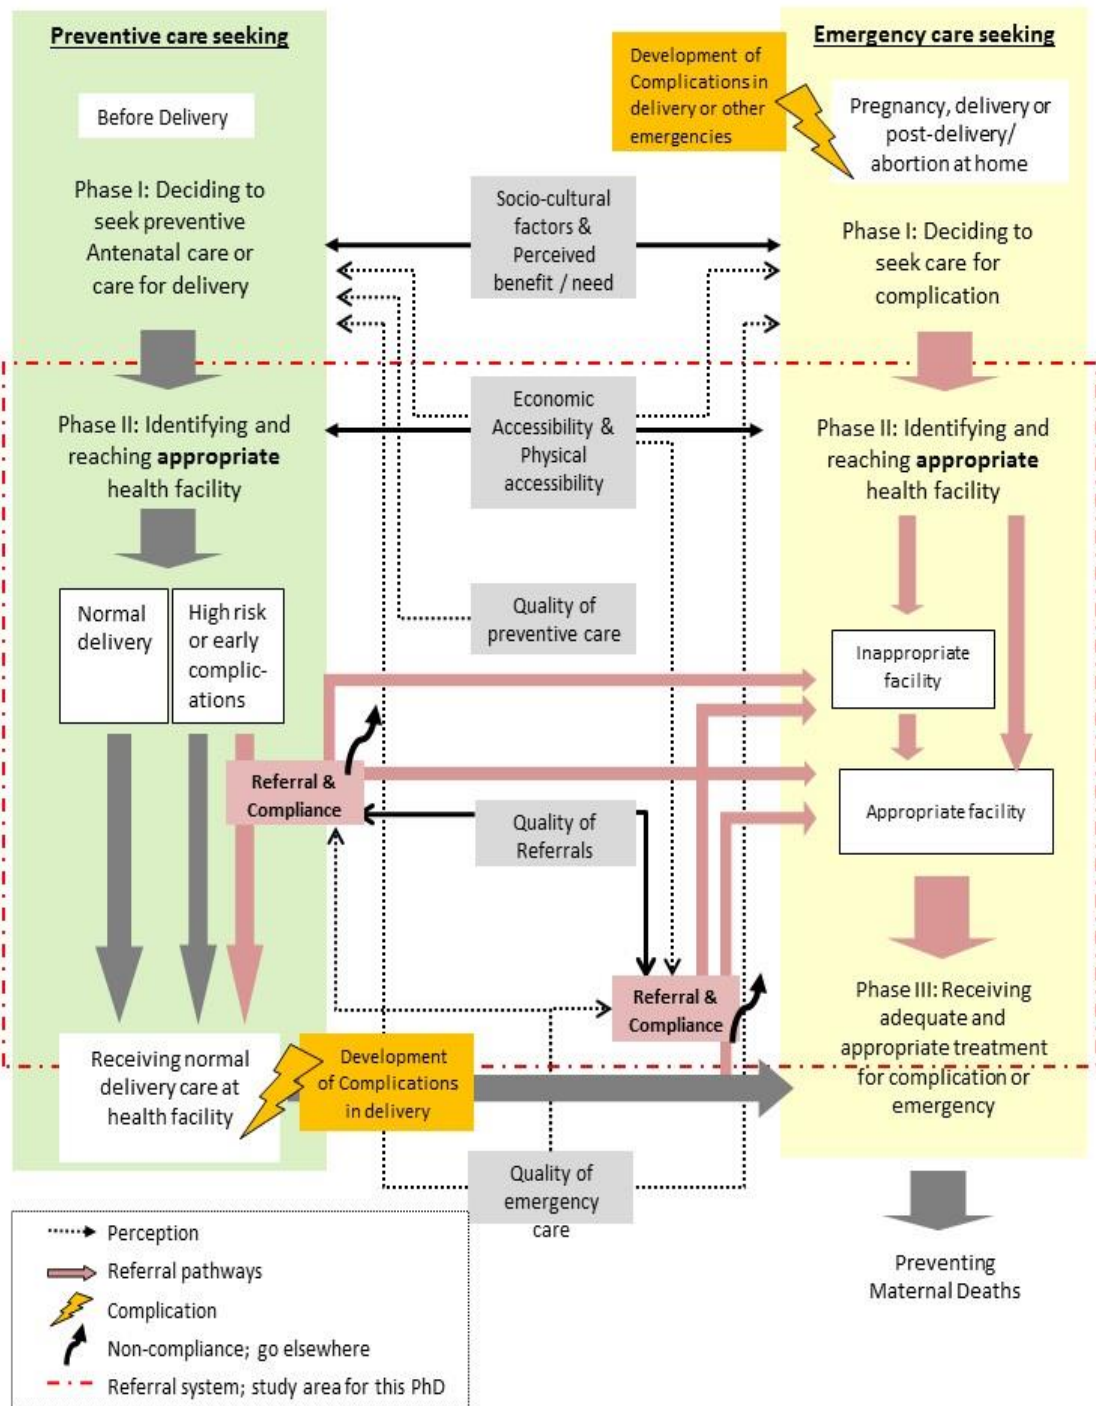 Preventive care seeking
Before Delivery
Phase I: Deciding to
seek preventive
Antenatal care or
care for delivery
Phase II: Identifying and
reaching appropriate
health facility
Normal
delivery
High risk
or early
complic-
ations
Referral &
Compliance
Receiving normal
delivery care at
health facility
Development
of Complications
in delivery
Socio-cultural
factors &
Perceived
benefit / need
Economic
Accessibility &
Physical
accessibility
Quality of
preventive care
Quality of
Referrals
Referral &
Compliance
Quality of
emergency
care
Development of
Complications in
delivery or other
emergencies
Emergency care seeking
Pregnancy, delivery or
post-delivery/
abortion at home
Phase I: Deciding to
seek care for
complication
Phase II: Identifying and
reaching appropriate
health facility
Inappropriate
facility
Appropriate facility
Phase III: Receiving
adequate and
appropriate treatment
for complication or
emergency
Preventing
Maternal Deaths
Perception
Referral pathways
Complication
Non-compliance; go elsewhere
Referral system; study area for this PhD